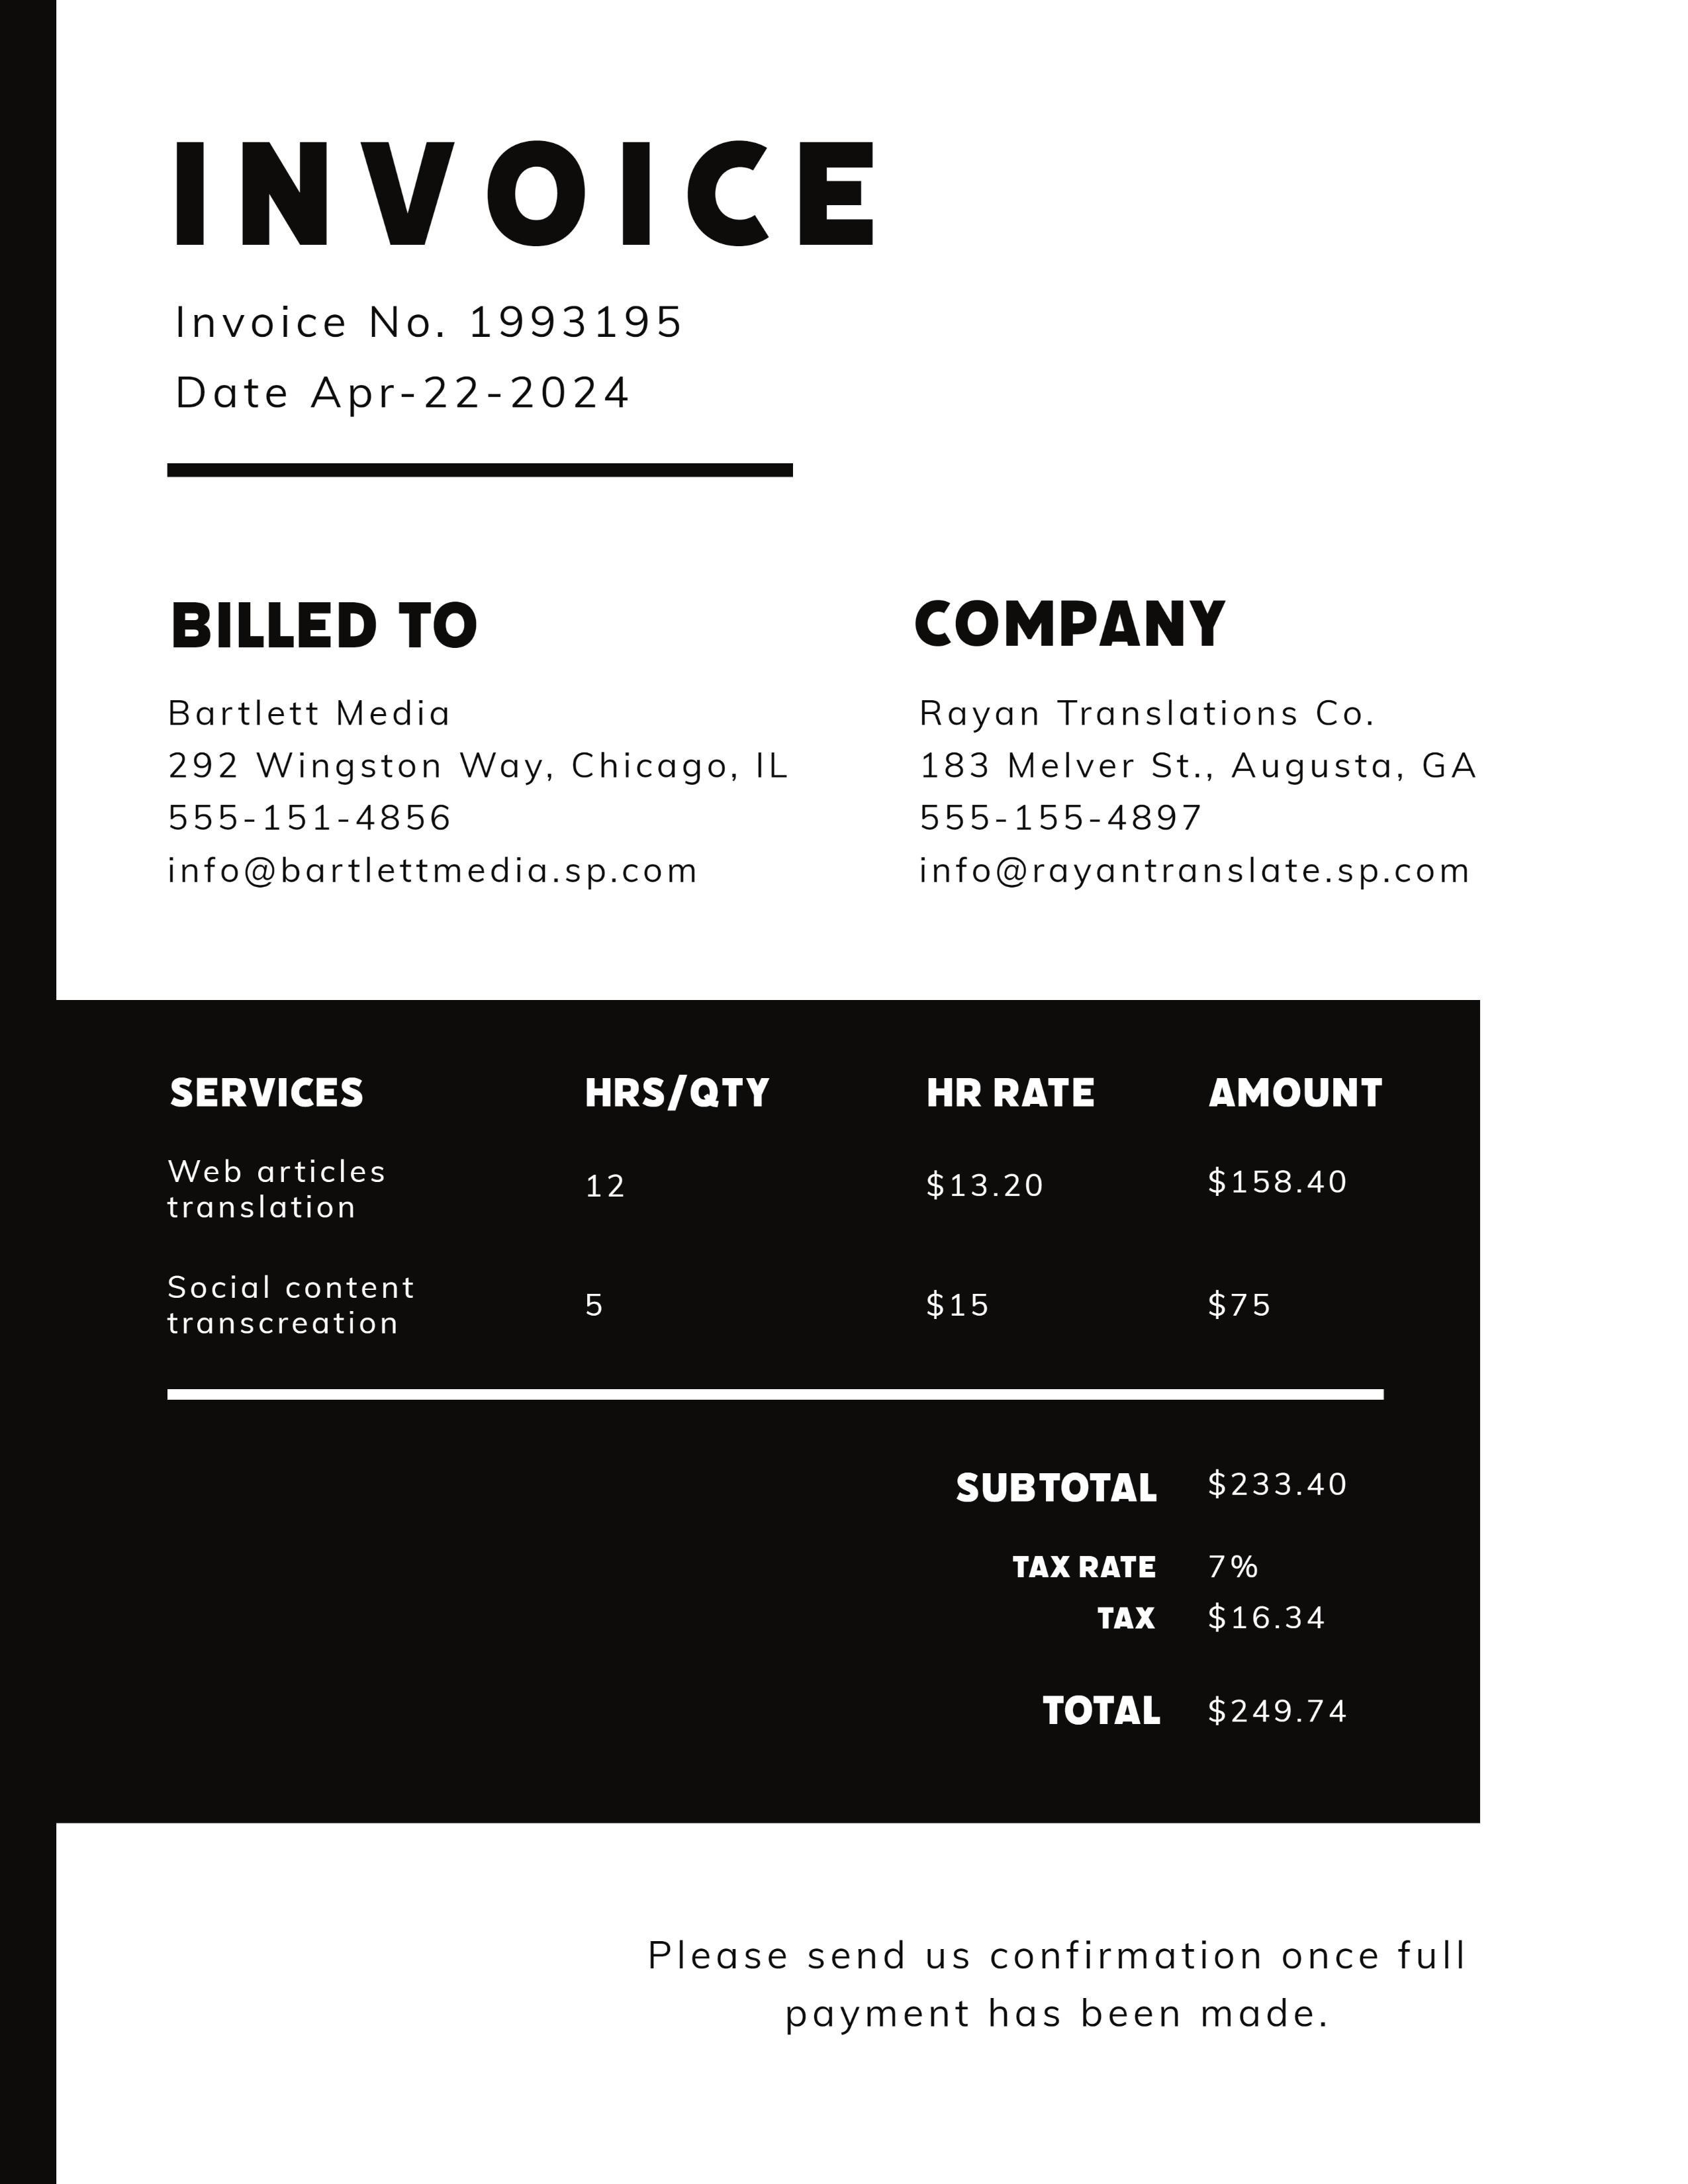 INVOICE
Invoice No. 1993195
Date Apr-22-2024
BILLED TO
Bartlett Media
292 Wingston Way, Chicago, IL
555-151-4856
info@bartlettmedia.sp.com
COMPANY
Rayan Translations Co.
183 Melver St., Augusta, GA
555-155-4897
info@rayantranslate.sp.com
SERVICES HRS/QTY HR RATE AMOUNT
Web articles
translation
12 $13.20 $158.40
Social content
transcreation
5 $15 $75
SUBTOTAL $233.40
TAX RATE 7%
TAX $16.34
TOTAL $249.74
Please send us confirmation once full
payment has been made.